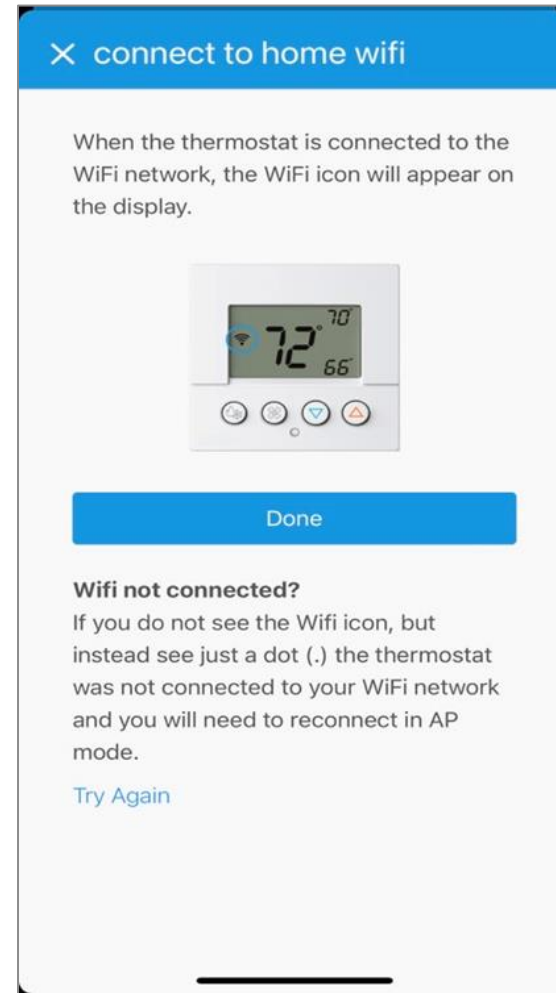 connect to home wifi
When the thermostat is connected to the
WiFi network, the WiFi icon will appear on
the display.
70°
72°
66°
Done
Wifi not connected?
If you do not see the Wifi icon, but
instead see just a dot (.) the thermostat
was not connected to your WiFi network
and you will need to reconnect in AP
mode.
Try Again